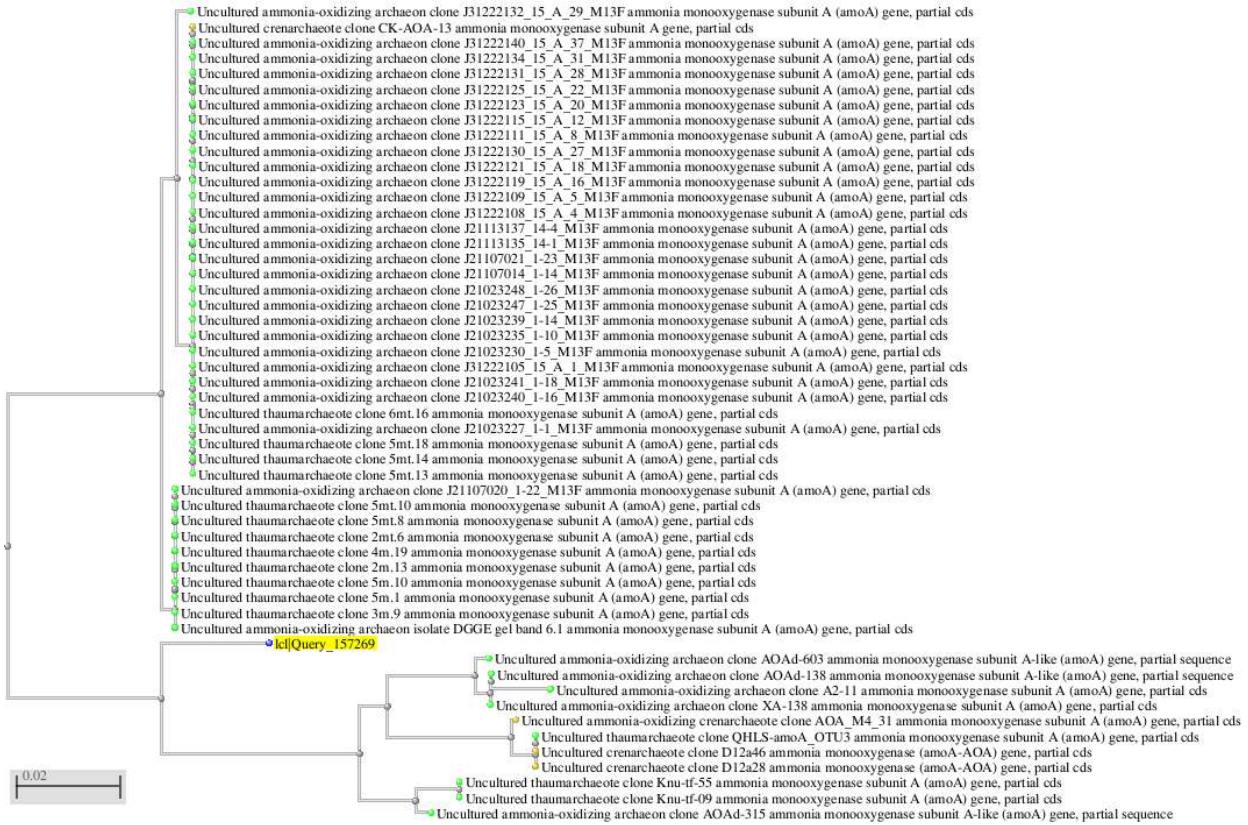 Uncultured ammonia-oxidizing archaeon clone J31222132_15_A_29_M13F ammonia monooxygenase subunit A (amoA) gene, partial cds
Uncultured crenarchaeote clone CK-AOA-13 ammonia monooxygenase subunit A gene, partial cds
Uncultured ammonia-oxidizing archaeon clone J31222140_15_A_37_M13F ammonia monooxygenase subunit A (amoA) gene, partial cds
Uncultured ammonia-oxidizing archaeon clone J31222134_15_A_31_M13F ammonia monooxygenase subunit A (amoA) gene, partial cds
Uncultured ammonia-oxidizing archaeon clone J31222131_15_A_28_M13F ammonia monooxygenase subunit A (amoA) gene, partial cds
Uncultured ammonia-oxidizing archaeon clone J31222125_15_A_22_M13F ammonia monooxygenase subunit A (amoA) gene, partial cds
Uncultured ammonia-oxidizing archaeon clone J31222123_15_A_20_M13F ammonia monooxygenase subunit A (amoA) gene, partial cds
Uncultured ammonia-oxidizing archaeon clone J31222115_15_A_12_M13F ammonia monooxygenase subunit A (amoA) gene, partial cds
Uncultured ammonia-oxidizing archaeon clone J31222111_15_A_8_M13F ammonia monooxygenase subunit A (amoA) gene, partial cds
Uncultured ammonia-oxidizing archaeon clone J31222130_15_A_27_M13F ammonia monooxygenase subunit A (amoA) gene, partial cds
Uncultured ammonia-oxidizing archaeon clone J31222121_15_A_18_M13F ammonia monooxygenase subunit A (amoA) gene, partial cds
Uncultured ammonia-oxidizing archaeon clone J31222119_15_A_16_M13F ammonia monooxygenase subunit A (amoA) gene, partial cds
Uncultured ammonia-oxidizing archaeon clone J31222109_15_A_5_M13F ammonia monooxygenase subunit A (amoA) gene, partial cds
Uncultured ammonia-oxidizing archaeon clone J31222108_15_A_4_M13F ammonia monooxygenase subunit A (amoA) gene, partial cds
Uncultured ammonia-oxidizing archaeon clone J21113137_14-4_M13F ammonia monooxygenase subunit A (amoA) gene, partial cds
Uncultured ammonia-oxidizing archaeon clone J21113135_14-1_M13F ammonia monooxygenase subunit A (amoA) gene, partial cds
Uncultured ammonia-oxidizing archaeon clone J21107021_1-23_M13F ammonia monooxygenase subunit A (amoA) gene, partial cds
Uncultured ammonia-oxidizing archaeon clone J21107014_1-14_M13F ammonia monooxygenase subunit A (amoA) gene, partial cds
Uncultured ammonia-oxidizing archaeon clone J21023248_1-26_M13F ammonia monooxygenase subunit A (amoA) gene, partial cds
Uncultured ammonia-oxidizing archaeon clone J21023247_1-25_M13F ammonia monooxygenase subunit A (amoA) gene, partial cds
Uncultured ammonia-oxidizing archaeon clone J21023239_1-14_M13F ammonia monooxygenase subunit A (amoA) gene, partial cds
Uncultured ammonia-oxidizing archaeon clone J21023235_1-10_M13F ammonia monooxygenase subunit A (amoA) gene, partial cds
Uncultured ammonia-oxidizing archaeon clone J21023230_1-5_M13F ammonia monooxygenase subunit A (amoA) gene, partial cds
Uncultured ammonia-oxidizing archaeon clone J31222105_15_A_1_M13F ammonia monooxygenase subunit A (amoA) gene, partial cds
Uncultured ammonia-oxidizing archaeon clone J21023241_1-18_M13F ammonia monooxygenase subunit A (amoA) gene, partial cds
Uncultured ammonia-oxidizing archaeon clone J21023240_1-16_M13F ammonia monooxygenase subunit A (amoA) gene, partial cds
Uncultured thaumarchaeote clone 6mt.16 ammonia monooxygenase subunit A (amoA) gene, partial cds
Uncultured ammonia-oxidizing archaeon clone J21023227_1-1_M13F ammonia monooxygenase subunit A (amoA) gene, partial cds
Uncultured thaumarchaeote clone 5mt.18 ammonia monooxygenase subunit A (amoA) gene, partial cds
Uncultured thaumarchaeote clone 5mt.14 ammonia monooxygenase subunit A (amoA) gene, partial cds
Uncultured thaumarchaeote clone 5mt.13 ammonia monooxygenase subunit A (amoA) gene, partial cds
Uncultured ammonia-oxidizing archaeon clone J21107020_1-22_M13F ammonia monooxygenase subunit A (amoA) gene, partial cds
Uncultured thaumarchaeote clone 5mt.10 ammonia monooxygenase subunit A (amoA) gene, partial cds
Uncultured thaumarchaeote clone 5mt.8 ammonia monooxygenase subunit A (amoA) gene, partial cds
Uncultured thaumarchaeote clone 2mt.6 ammonia monooxygenase subunit A (amoA) gene, partial cds
Uncultured thaumarchaeote clone 4m.19 ammonia monooxygenase subunit A (amoA) gene, partial cds
Uncultured thaumarchaeote clone 2m.13 ammonia monooxygenase subunit A (amoA) gene, partial cds
Uncultured thaumarchaeote clone 5m.10 ammonia monooxygenase subunit A (amoA) gene, partial cds
Uncultured thaumarchaeote clone 5m.1 ammonia monooxygenase subunit A (amoA) gene, partial cds
Uncultured thaumarchaeote clone 3m.9 ammonia monooxygenase subunit A (amoA) gene, partial cds
Uncultured ammonia-oxidizing archaeon isolate DGGE gel band 6.1 ammonia monooxygenase subunit A (amoA) gene, partial cds
lcl|Query_157269
Uncultured ammonia-oxidizing archaeon clone AOAd-603 ammonia monooxygenase subunit A-like (amoA) gene, partial sequence
Uncultured ammonia-oxidizing archaeon clone AOAd-138 ammonia monooxygenase subunit A-like (amoA) gene, partial sequence
Uncultured ammonia-oxidizing archaeon clone A2-11 ammonia monooxygenase subunit A (amoA) gene, partial cds
Uncultured ammonia-oxidizing archaeon clone XA-138 ammonia monooxygenase subunit A (amoA) gene, partial cds
Uncultured ammonia-oxidizing crenarchaeote clone AOA_M4_31 ammonia monooxygenase subunit A (amoA) gene, partial cds
Uncultured thaumarchaeote clone QHLS-amoA_OTU3 ammonia monooxygenase subunit A (amoA) gene, partial cds
Uncultured crenarchaeote clone D12a46 ammonia monooxygenase (amoA-AOA) gene, partial cds
Uncultured crenarchaeote clone D12a28 ammonia monooxygenase (amoA-AOA) gene, partial cds
0.02
Uncultured thaumarchaeote clone Knu-tf-55 ammonia monooxygenase subunit A (amoA) gene, partial cds
Uncultured thaumarchaeote clone Knu-tf-09 ammonia monooxygenase subunit A (amoA) gene, partial cds
Uncultured ammonia-oxidizing archaeon clone AOAd-315 ammonia monooxygenase subunit A-like (amoA) gene, partial sequence